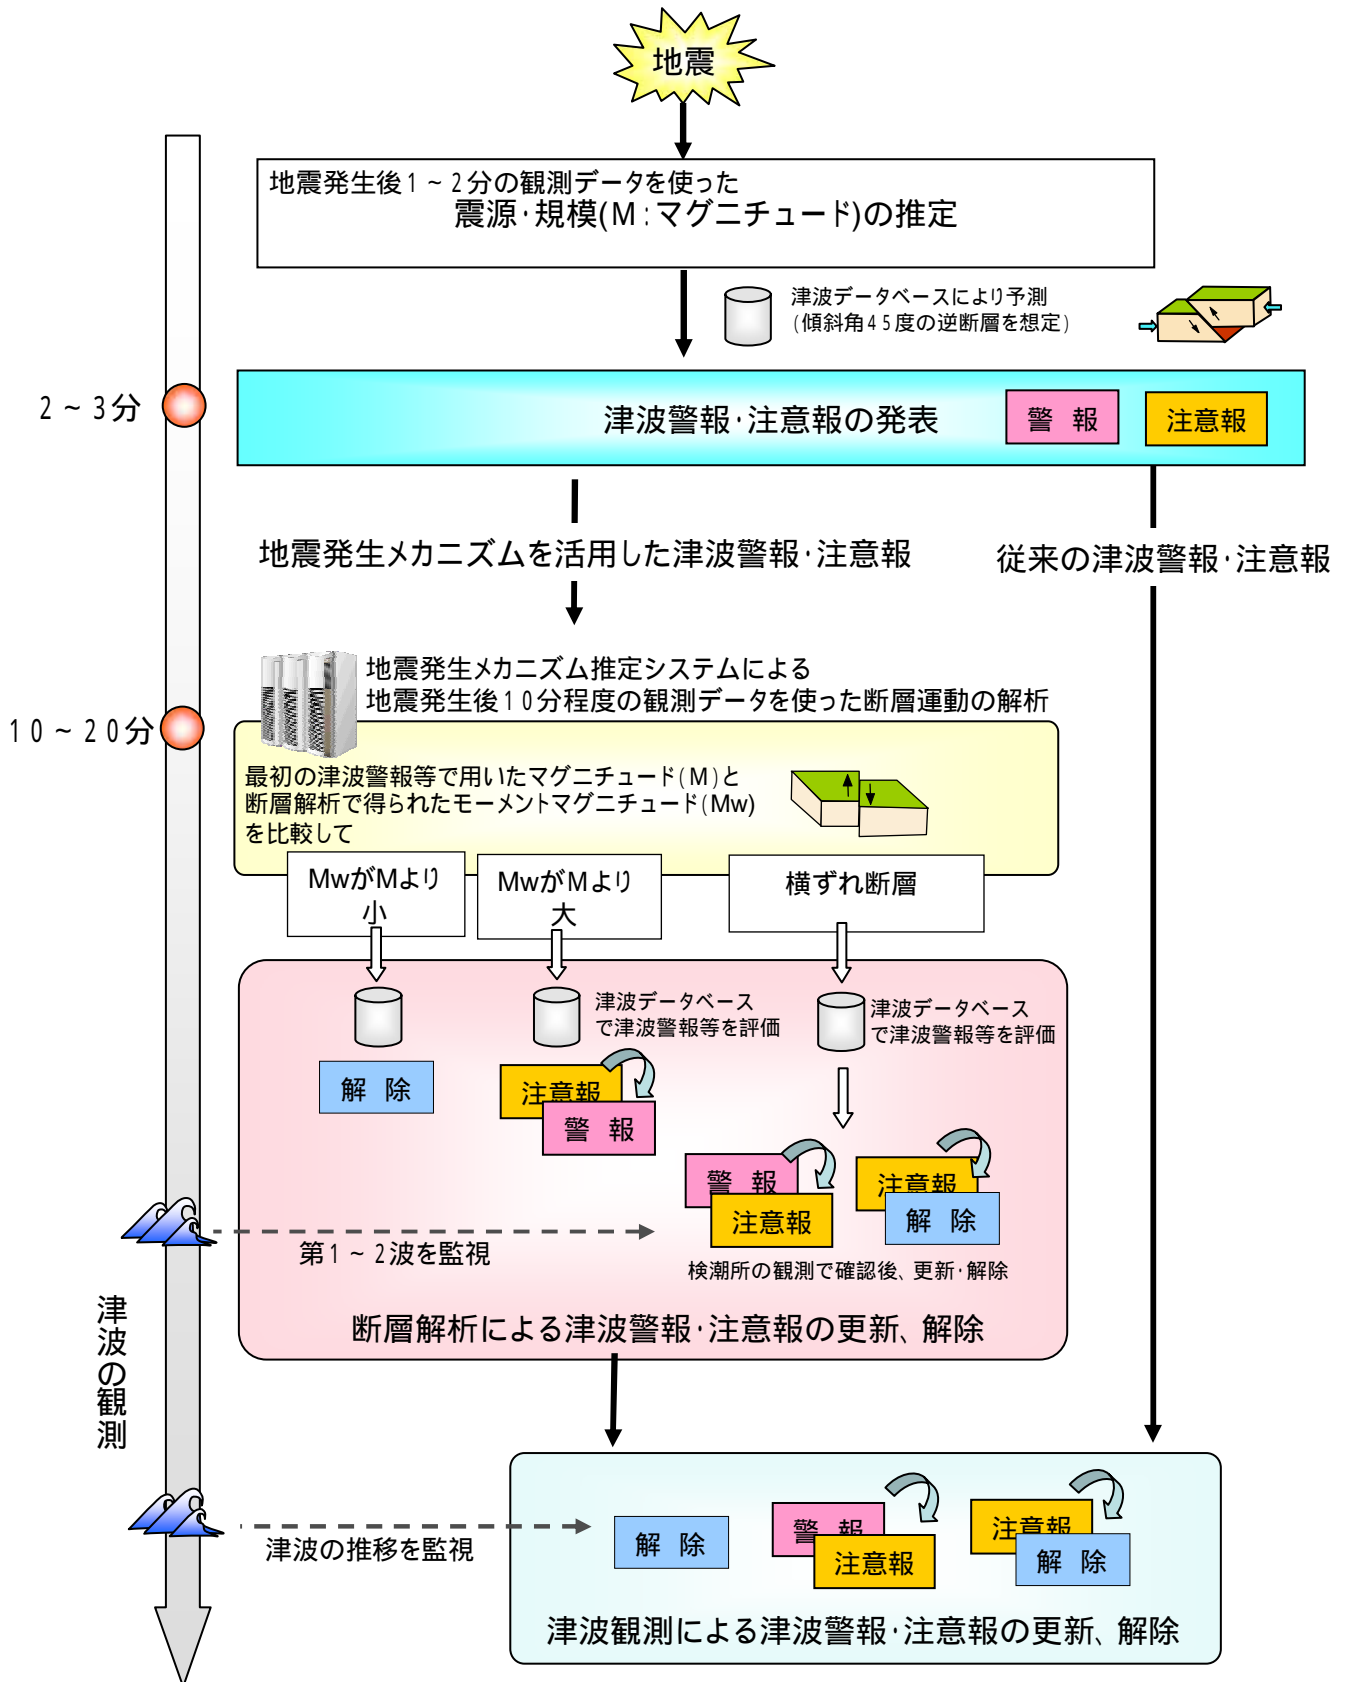 地震
地震発生後1～2分の観測データを使った
震源・規模(M:マグニチュード)の推定
津波データベースにより予測
(傾斜角45度の逆断層を想定)
2～3分
津波警報・注意報の発表
警 報
注意報
地震発生メカニズムを活用した津波警報・注意報
従来の津波警報・注意報
地震発生メカニズム推定システムによる
地震発生後10分程度の観測データを使った断層運動の解析
10～20分
最初の津波警報等で用いたマグニチュード(M)と
断層解析で得られたモーメントマグニチュード(Mw)
を比較して
MwがMより
小
MwがMより
大
横ずれ断層
津波データベース
で津波警報等を評価
津波データベース
で津波警報等を評価
解 除
注意報
警 報
警 報
注意報
注意報
解 除
第1～2波を監視
検潮所の観測で確認後、更新・解除
断層解析による津波警報・注意報の更新、解除
津波の観測
津波の推移を監視
解 除
警 報
注意報
注意報
解 除
津波観測による津波警報・注意報の更新、解除